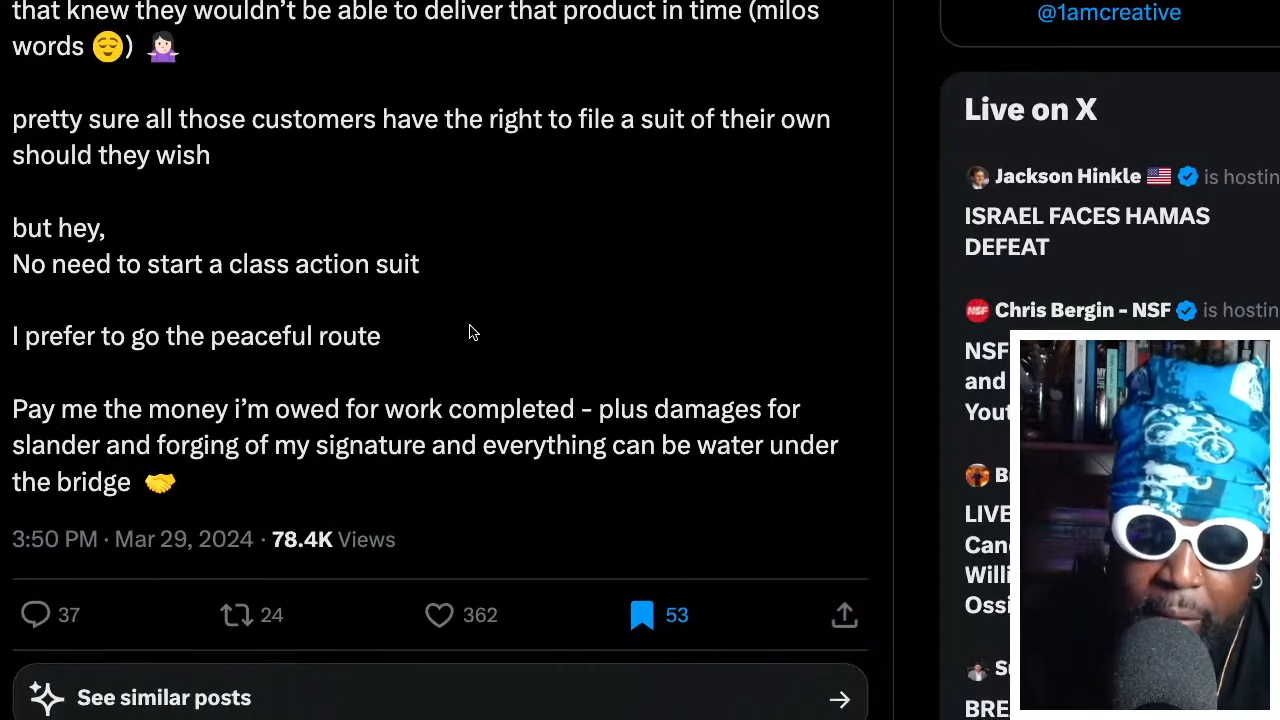 that knew they wouldn't be able to deliver that product in time (milos
words 😌) 🤷🏻‍♀️
pretty sure all those customers have the right to file a suit of their own
should they wish
but hey,
No need to start a class action suit
I prefer to go the peaceful route
Pay me the money i'm owed for work completed - plus damages for
slander and forging of my signature and everything can be water under
the bridge 🤝
3:50 PM · Mar 29, 2024 · 78.4K Views
37 24 362 53
See similar posts
@1amcreative
Live on X
Jackson Hinkle 🇺🇸 is hostin
ISRAEL FACES HAMAS
DEFEAT
Chris Bergin - NSF is hostin
NSF
and
Yout
LIVE
Can
Willi
Ossi
BRE